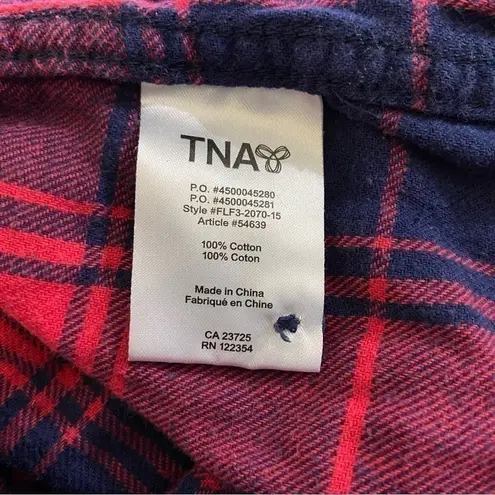 TNA
P.O. #4500045280
P.O. #4500045281
Style #FLF3-2070-15
Article #54639
100% Cotton
100% Coton
Made in China
Fabriqué en Chine
CA 23725
RN 122354